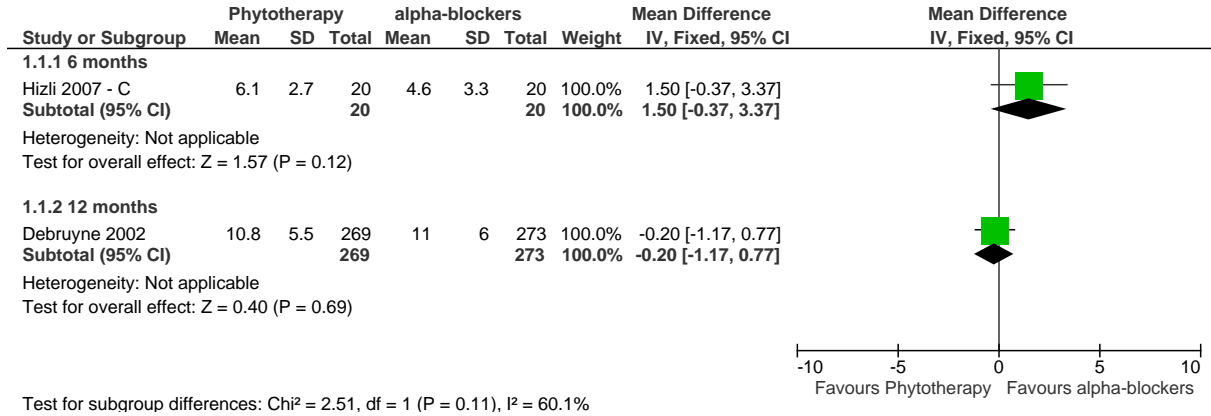 Phytotherapy alpha-blockers Mean Difference Mean Difference
Study or Subgroup Mean SD Total Mean SD Total Weight IV, Fixed, 95% CI IV, Fixed, 95% CI
1.1.1 6 months
Hizli 2007 - C 6.1 2.7 20 4.6 3.3 20 100.0% 1.50 [-0.37, 3.37]
Subtotal (95% CI) 20 20 100.0% 1.50 [-0.37, 3.37]
Heterogeneity: Not applicable
Test for overall effect: Z = 1.57 (P = 0.12)
1.1.2 12 months
Debruyne 2002 10.8 5.5 269 11 6 273 100.0% -0.20 [-1.17, 0.77]
Subtotal (95% CI) 269 273 100.0% -0.20 [-1.17, 0.77]
Heterogeneity: Not applicable
Test for overall effect: Z = 0.40 (P = 0.69)
-10 -5 0 5 10
Favours Phytotherapy Favours alpha-blockers
Test for subgroup differences: Chi² = 2.51, df = 1 (P = 0.11), I² = 60.1%